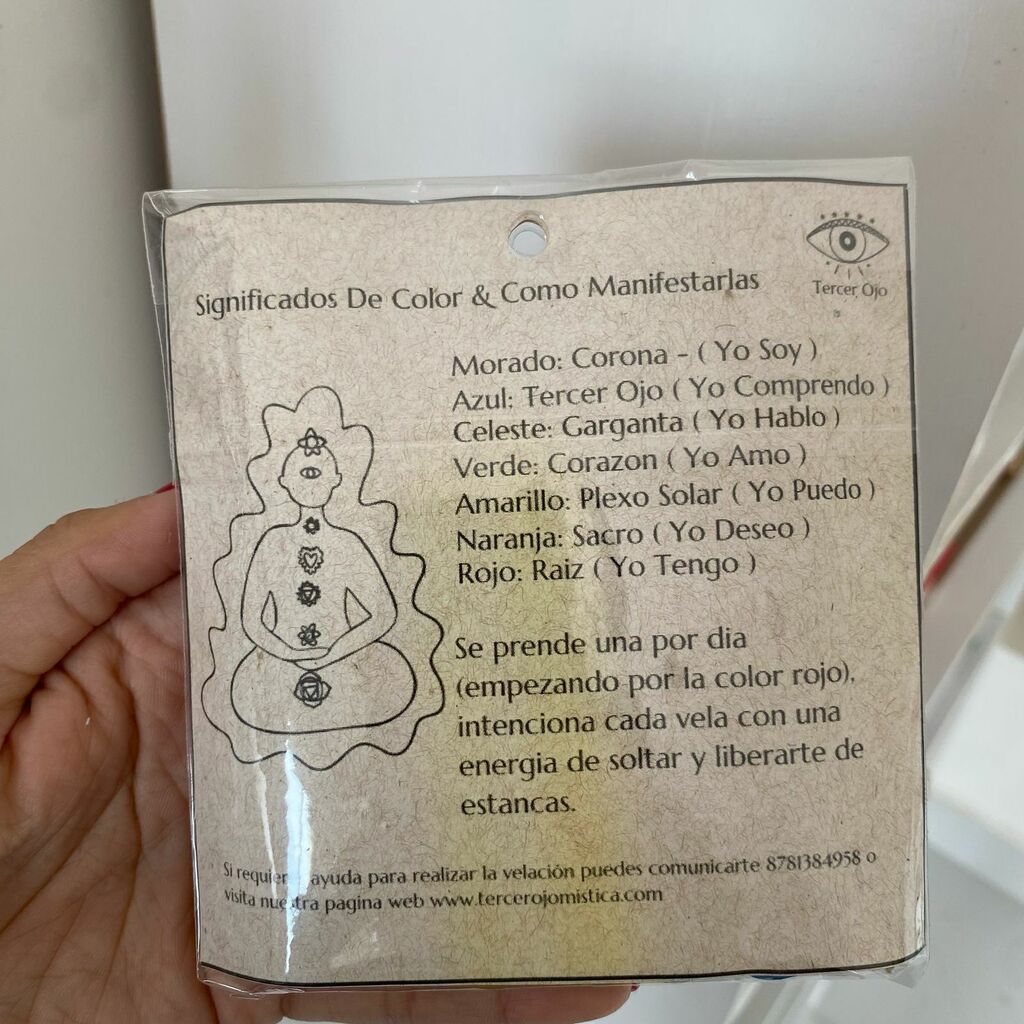 Significados De Color & Como Manifestarlas
Tercer Ojo
Morado: Corona - ( Yo Soy )
Azul: Tercer Ojo ( Yo Comprendo )
Celeste: Garganta ( Yo Hablo )
Verde: Corazon ( Yo Amo )
Amarillo: Plexo Solar ( Yo Puedo )
Naranja: Sacro ( Yo Deseo )
Rojo: Raiz ( Yo Tengo )
Se prende una por dia
(empezando por la color rojo),
intenciona cada vela con una
energia de soltar y liberarte de
estancas.
Si ayuda para realizar la velación puedes comunicarte 8781384958 o
visita nuestra pagina web www.tercerojomistica.com